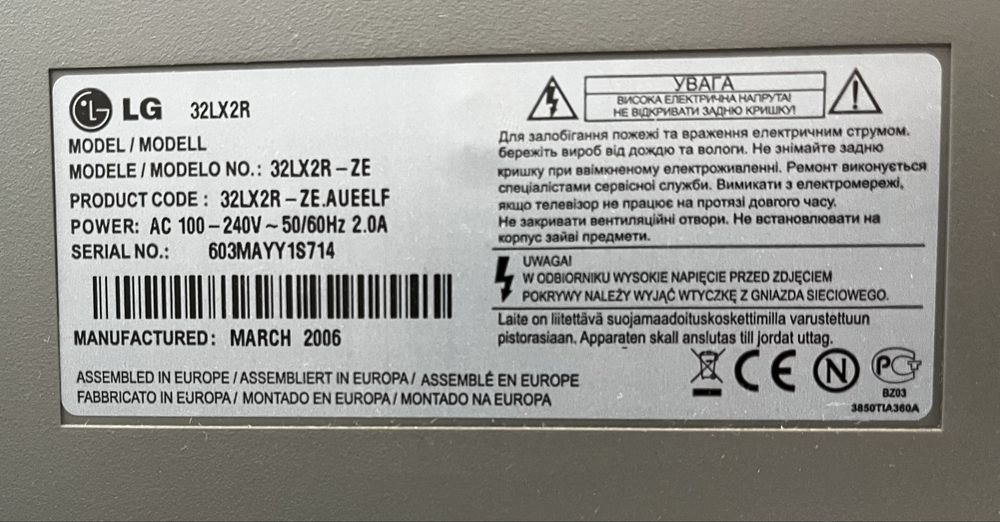 LG 32LX2R
MODEL / MODELL
MODELE / MODELO NO.: 32LX2R-ZE
PRODUCT CODE : 32LX2R-ZE.AUEELF
POWER: AC 100-240V ~ 50/60Hz 2.0A
SERIAL NO.: 603MAYY1S714
MANUFACTURED: MARCH 2006
ASSEMBLED IN EUROPE / ASSEMBLIERT IN EUROPA / ASSEMBLÉ EN EUROPE
FABBRICATO IN EUROPA / MONTADO EN EUROPA / MONTADO NA EUROPA
УВАГА
ВИСОКА ЕЛЕКТРИЧНА НАПРУТА!
НЕ ВІДКРИВАТИ ЗАДНЮ КРИШКУ!
Для запобігання пожежі та враження електричним струмом.
бережіть вироб від дождю та вологи. Не знімайте задню
кришку при ввімкненому електроживленні. Ремонт виконується
спеціалістами сервісної служби. Вимикати з електромережі,
якщо телевізор не працює на протязі довгого часу.
Не закривати вентиляційні отвори. Не встановлювати на
корпус зайві предмети.
UWAGA!
W ODBIORNIKU WYSOKIE NAPIĘCIE PRZED ZDJĘCIEM
POKRYWY NALEŻY WYJĄĆ WTYCZKĘ Z GNIAZDA SIECIOWEGO.
Laite on liitettävä suojamaadoituskoskettimilla varustettuun
pistorasiaan. Apparaten skall anslutas till jordat uttag.
CE N РСТ
BZ03
3850TIA360A